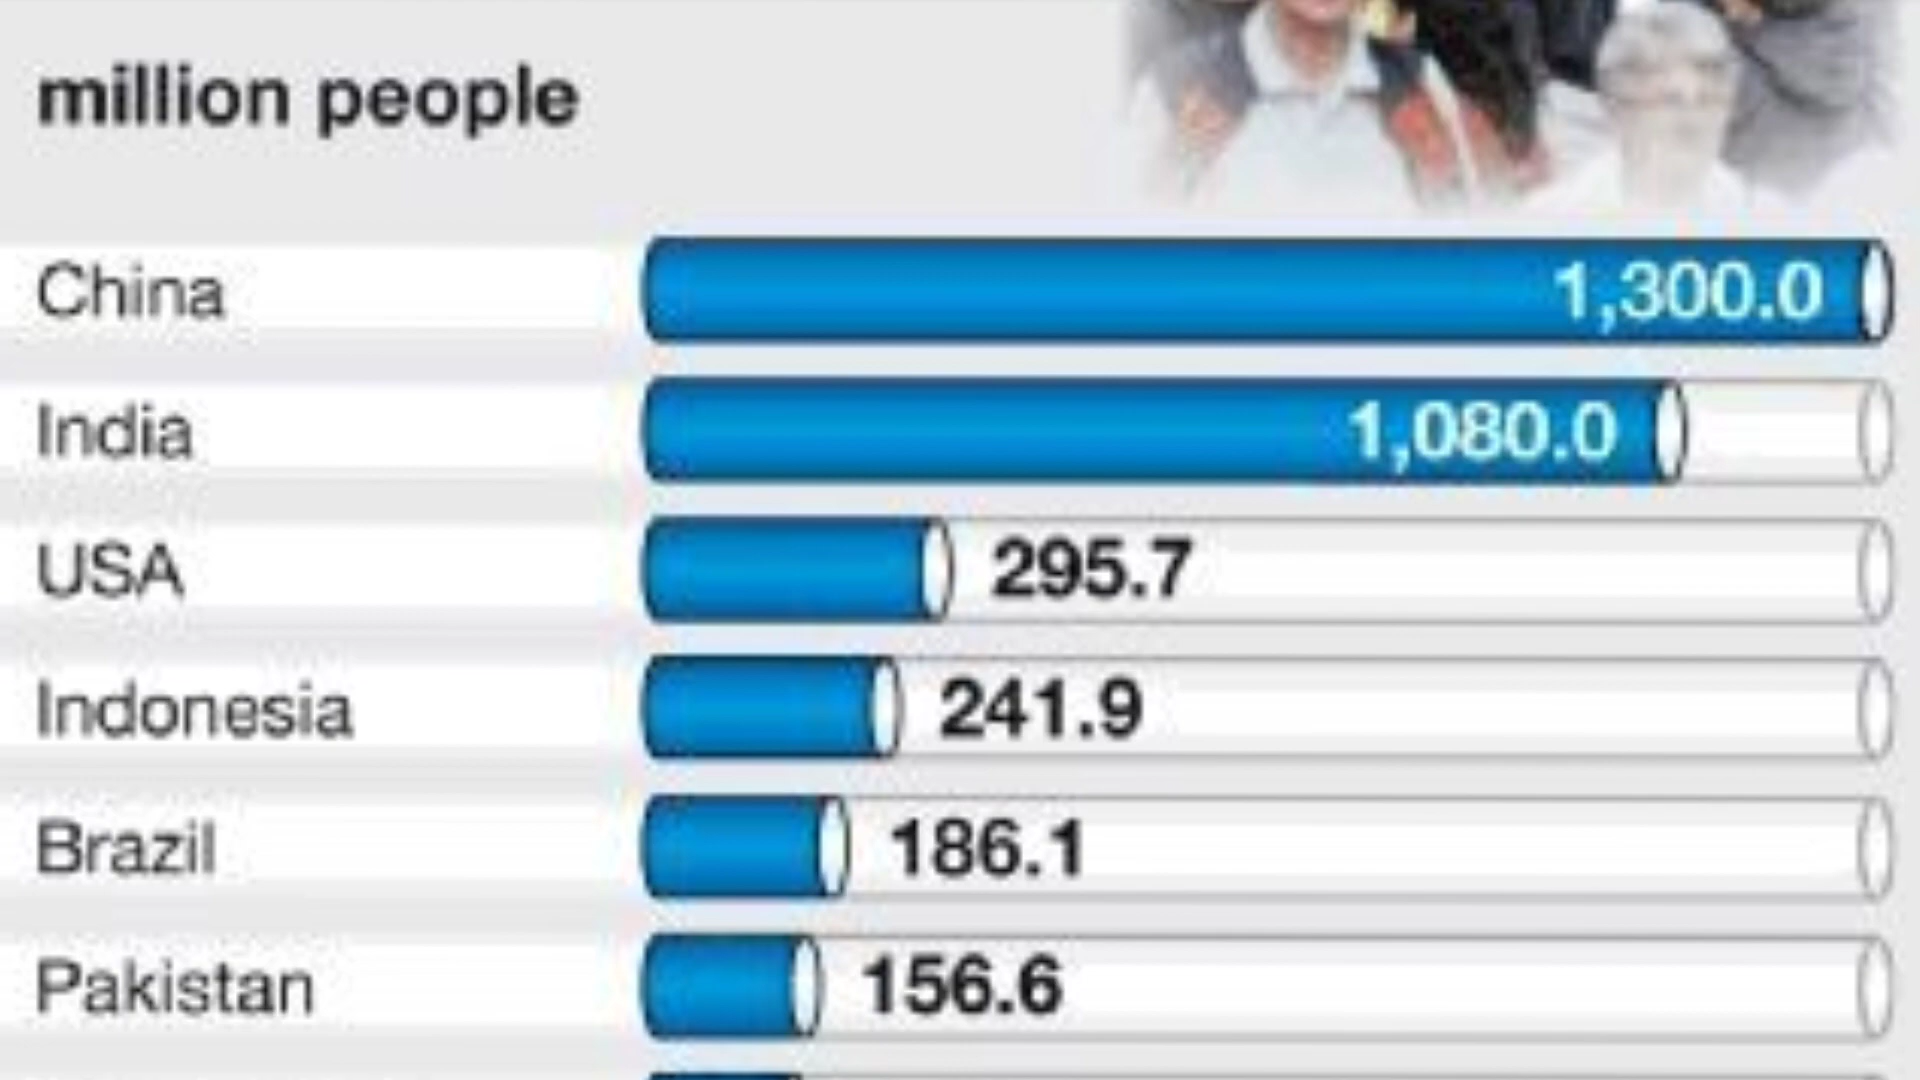 million people
China 1,300.0
India 1,080.0
USA 295.7
Indonesia 241.9
Brazil 186.1
Pakistan 156.6